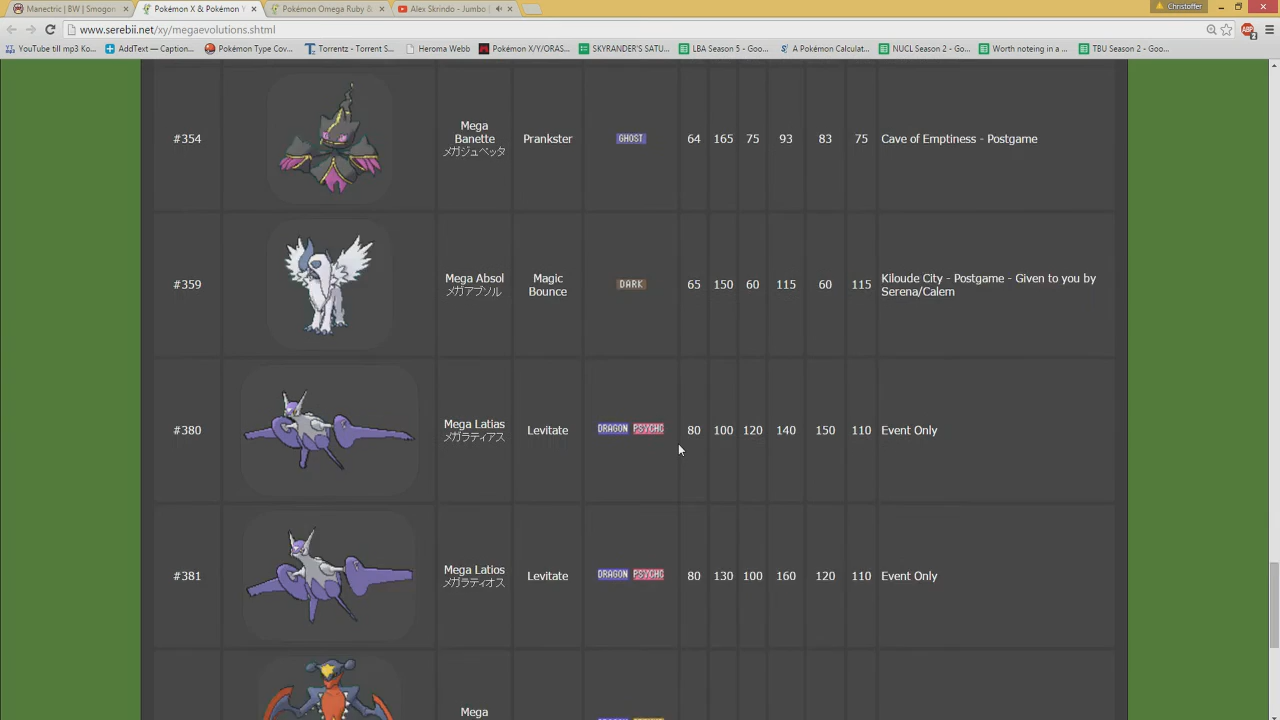 Manectric | BW | Smogon
Pokémon X & Pokémon Y
Pokémon Omega Ruby &
Alex Skrindo - Jumbo |
Christoffer
www.serebii.net/xy/megaevolutions.shtml
YouTube till mp3 Ko...
AddText — Caption...
Pokémon Type Cov...
Torrentz - Torrent S...
Heroma Webb
Pokémon X/Y/ORAS...
SKYRANDER'S SATU...
LBA Season 5 - Goo...
A Pokémon Calculat...
NUCL Season 2 - Go...
Worth noteing in a ...
TBU Season 2 - Goo...
#354
Mega
Banette
メガジュペッタ
Prankster
GHOST
64 165 75 93 83 75
Cave of Emptiness - Postgame
#359
Mega Absol
メガアブソル
Magic
Bounce
DARK
65 150 60 115 60 115
Kiloude City - Postgame - Given to you by
Serena/Calem
#380
Mega Latias
メガラティアス
Levitate
DRAGON PSYCHC
80 100 120 140 150 110
Event Only
#381
Mega Latios
メガラティオス
Levitate
DRAGON PSYCHC
80 130 100 160 120 110
Event Only
Mega